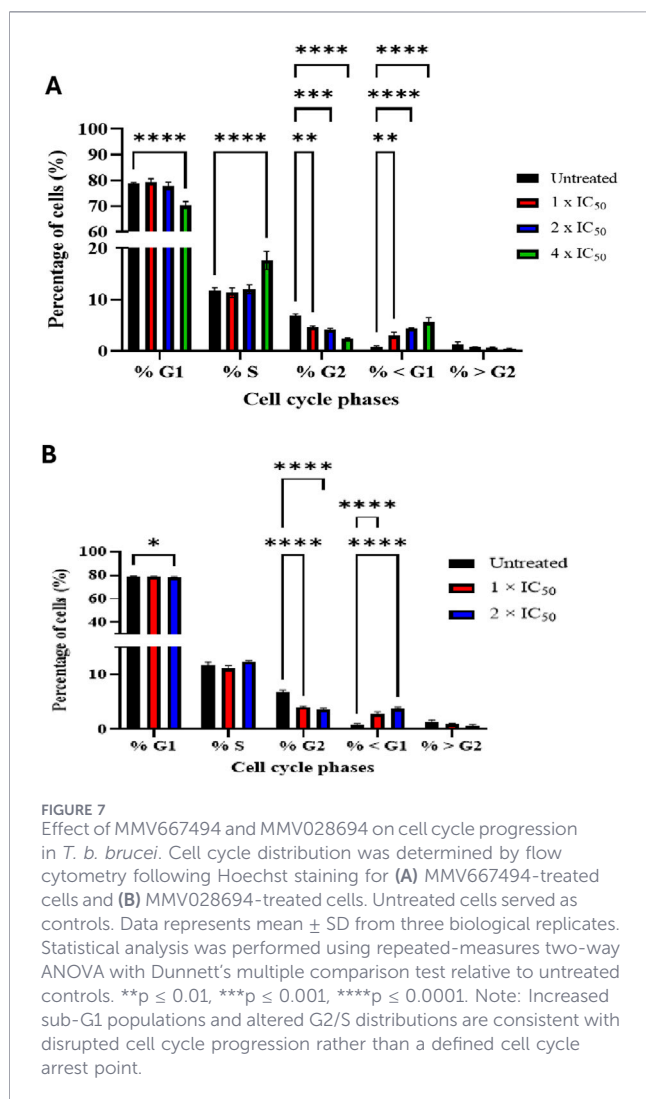 A
****
****
***
****
****
****
**
**
Percentage of cells (%)
100
90
80
70
60
20
10
0
Untreated
1 x IC50
2 x IC50
4 x IC50
% G1
% S
% G2
% < G1
% > G2
Cell cycle phases
B
****
****
*
****
****
Percentage of cells (%)
100
80
60
40
10
0
Untreated
1 × IC50
2 × IC50
% G1
% S
% G2
% < G1
% > G2
Cell cycle phases
FIGURE 7
Effect of MMV667494 and MMV028694 on cell cycle progression
in T. b. brucei. Cell cycle distribution was determined by flow
cytometry following Hoechst staining for (A) MMV667494-treated
cells and (B) MMV028694-treated cells. Untreated cells served as
controls. Data represents mean ± SD from three biological replicates.
Statistical analysis was performed using repeated-measures two-way
ANOVA with Dunnett's multiple comparison test relative to untreated
controls. **p ≤ 0.01, ***p ≤ 0.001, ****p ≤ 0.0001. Note: Increased
sub-G1 populations and altered G2/S distributions are consistent with
disrupted cell cycle progression rather than a defined cell cycle
arrest point.